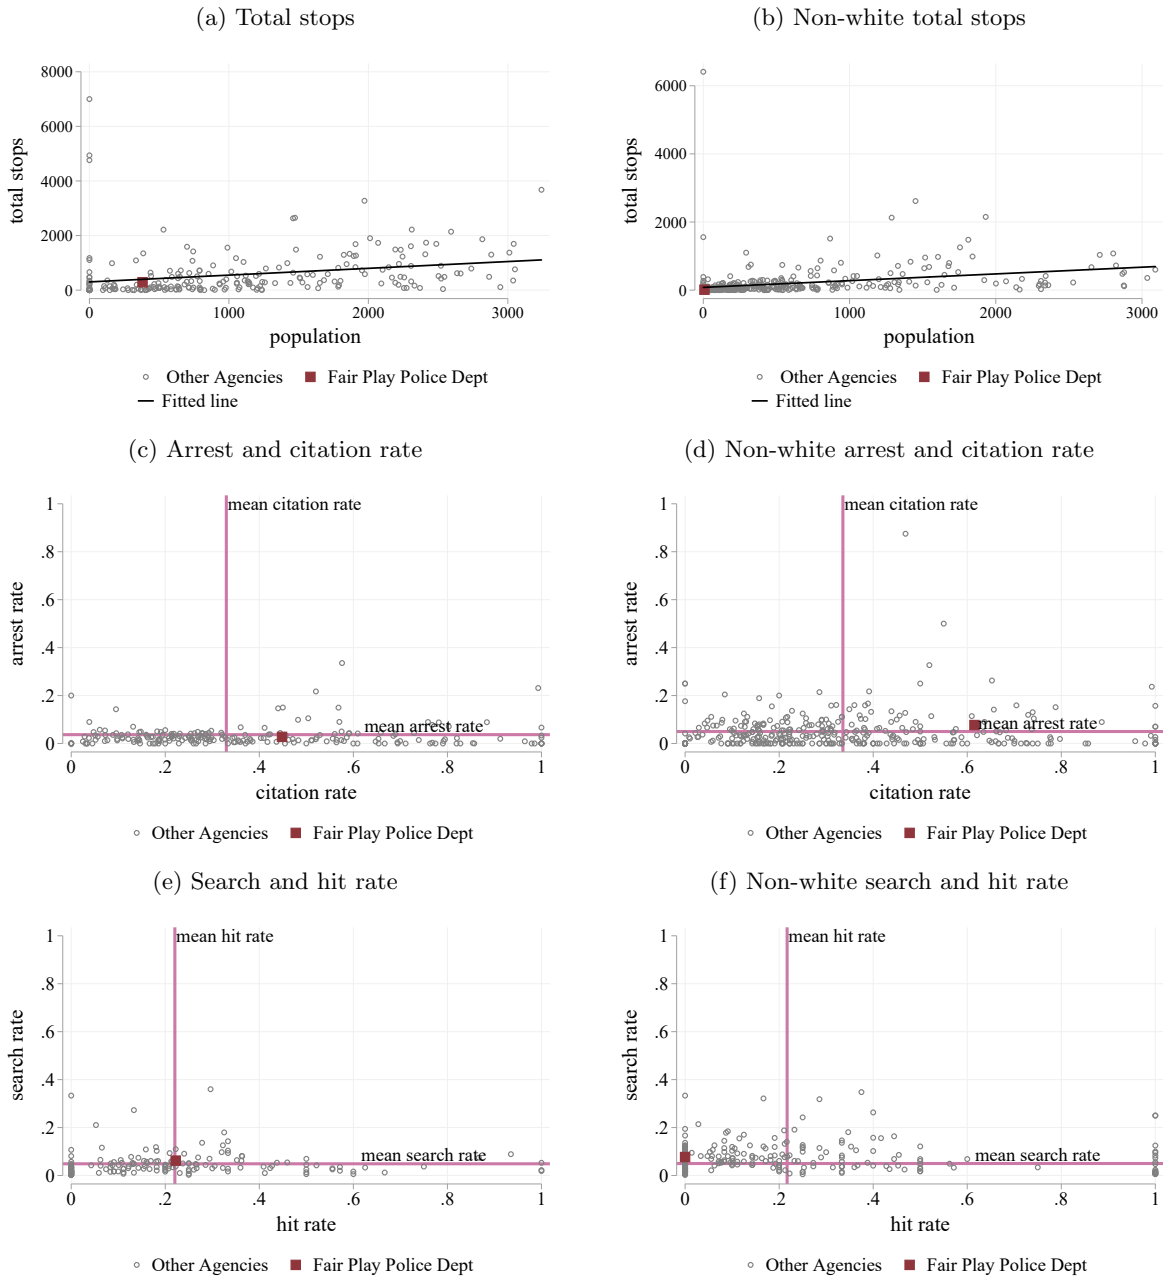 (a) Total stops
(b) Non-white total stops
total stops
8000
6000
4000
2000
0
0 1000 2000 3000
population
Other Agencies Fair Play Police Dept
Fitted line
total stops
6000
4000
2000
0
0 1000 2000 3000
population
Other Agencies Fair Play Police Dept
Fitted line
(c) Arrest and citation rate
(d) Non-white arrest and citation rate
arrest rate
1
.8
.6
.4
.2
0
mean citation rate
mean arrest rate
0 .2 .4 .6 .8 1
citation rate
Other Agencies Fair Play Police Dept
arrest rate
1
.8
.6
.4
.2
0
mean citation rate
mean arrest rate
0 .2 .4 .6 .8 1
citation rate
Other Agencies Fair Play Police Dept
(e) Search and hit rate
(f) Non-white search and hit rate
search rate
1
.8
.6
.4
.2
0
mean hit rate
mean search rate
0 .2 .4 .6 .8 1
hit rate
Other Agencies Fair Play Police Dept
search rate
1
.8
.6
.4
.2
0
mean hit rate
mean search rate
0 .2 .4 .6 .8 1
hit rate
Other Agencies Fair Play Police Dept